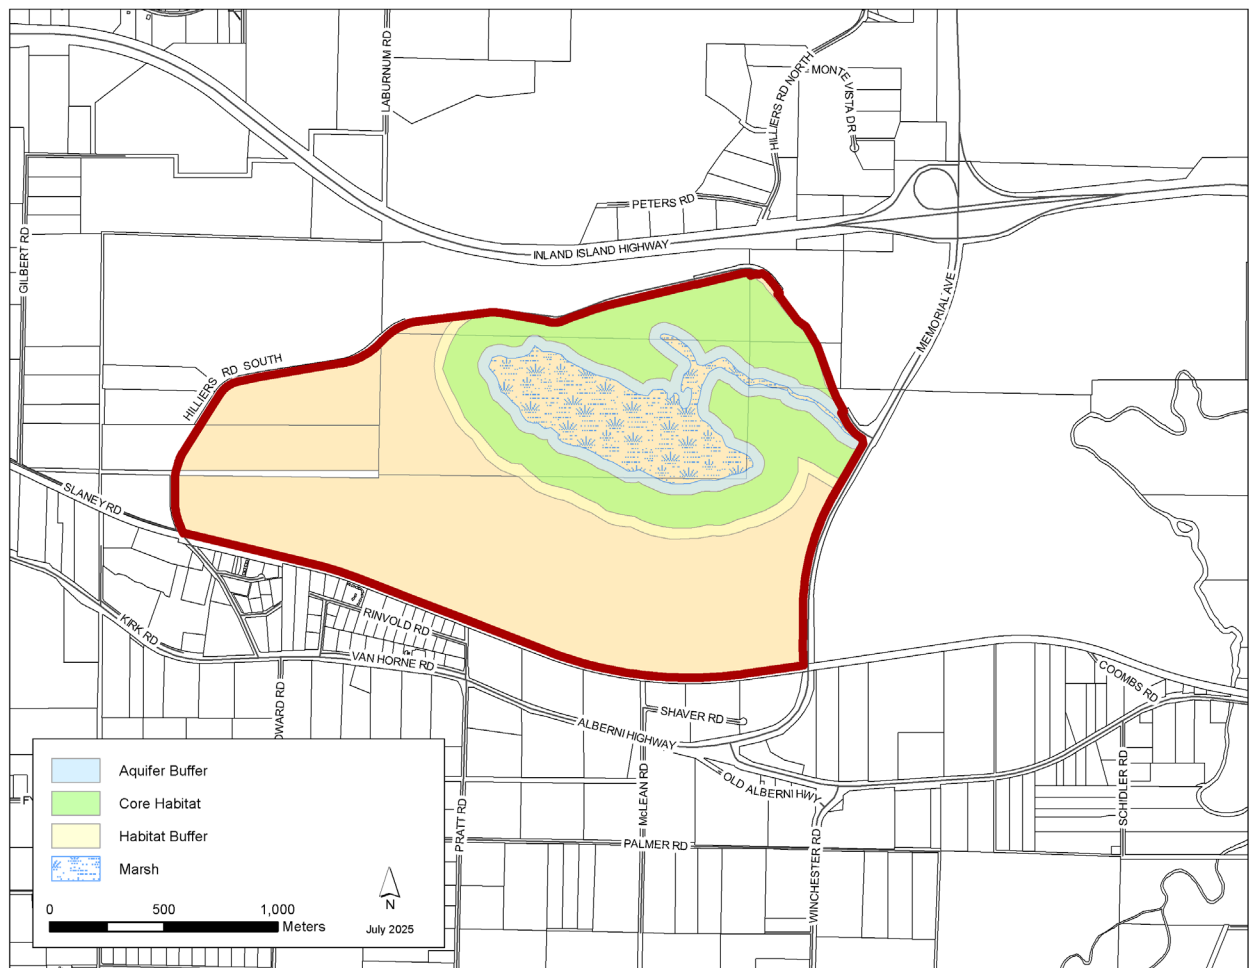 LABURNUM RD
HILLIERS RD NORTH
MONTE VISTA DR
PETERS RD
GILBERT RD
INLAND ISLAND HIGHWAY
MEMORIAL AVE
HILLIERS RD SOUTH
SLANEY RD
KIRK RD
RINVOLD RD
VAN HORNE RD
OWARD RD
COOMBS RD
SHAVER RD
ALBERNI HIGHWAY
OLD ALBERNI HWY
McLEAN RD
SCHIDLER RD
PRATT RD
PALMER RD
WINCHESTER RD
F
Aquifer Buffer
Core Habitat
Habitat Buffer
Marsh
N
0 500 1,000
Meters
July 2025